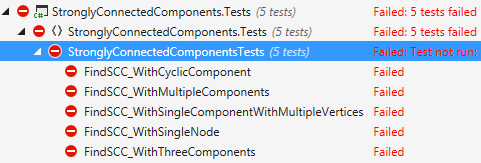 StronglyConnectedComponents.Tests (5 tests) Failed: 5 tests failed
StronglyConnectedComponents.Tests (5 tests) Failed: 5 tests failed
StronglyConnectedComponentsTests (5 tests) Failed: Test not run:
FindSCC_WithCyclicComponent Failed
FindSCC_WithMultipleComponents Failed
FindSCC_WithSingleComponentWithMultipleVertices Failed
FindSCC_WithSingleNode Failed
FindSCC_WithThreeComponents Failed